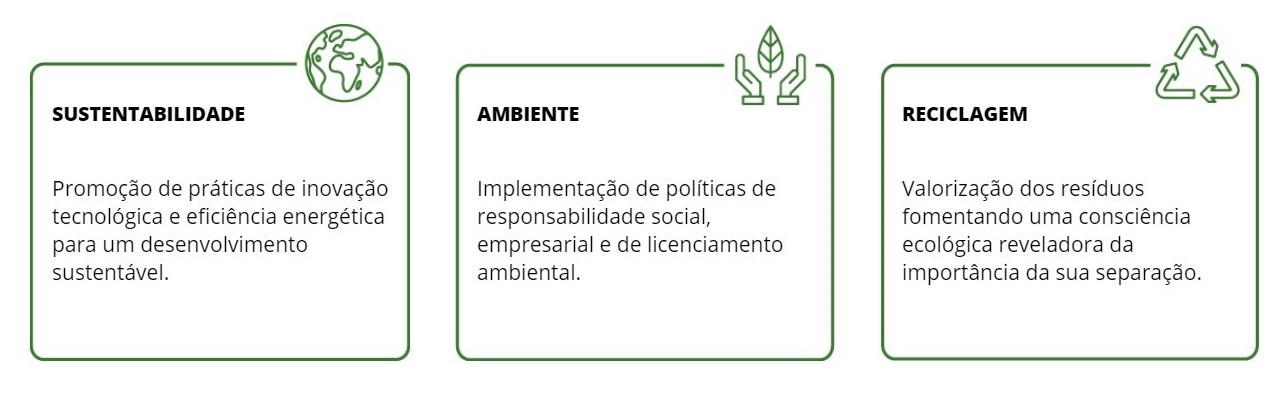 SUSTENTABILIDADE
Promoção de práticas de inovação
tecnológica e eficiência energética
para um desenvolvimento
sustentável.
AMBIENTE
Implementação de políticas de
responsabilidade social,
empresarial e de licenciamento
ambiental.
RECICLAGEM
Valorização dos resíduos
fomentando uma consciência
ecológica reveladora da
importância da sua separação.